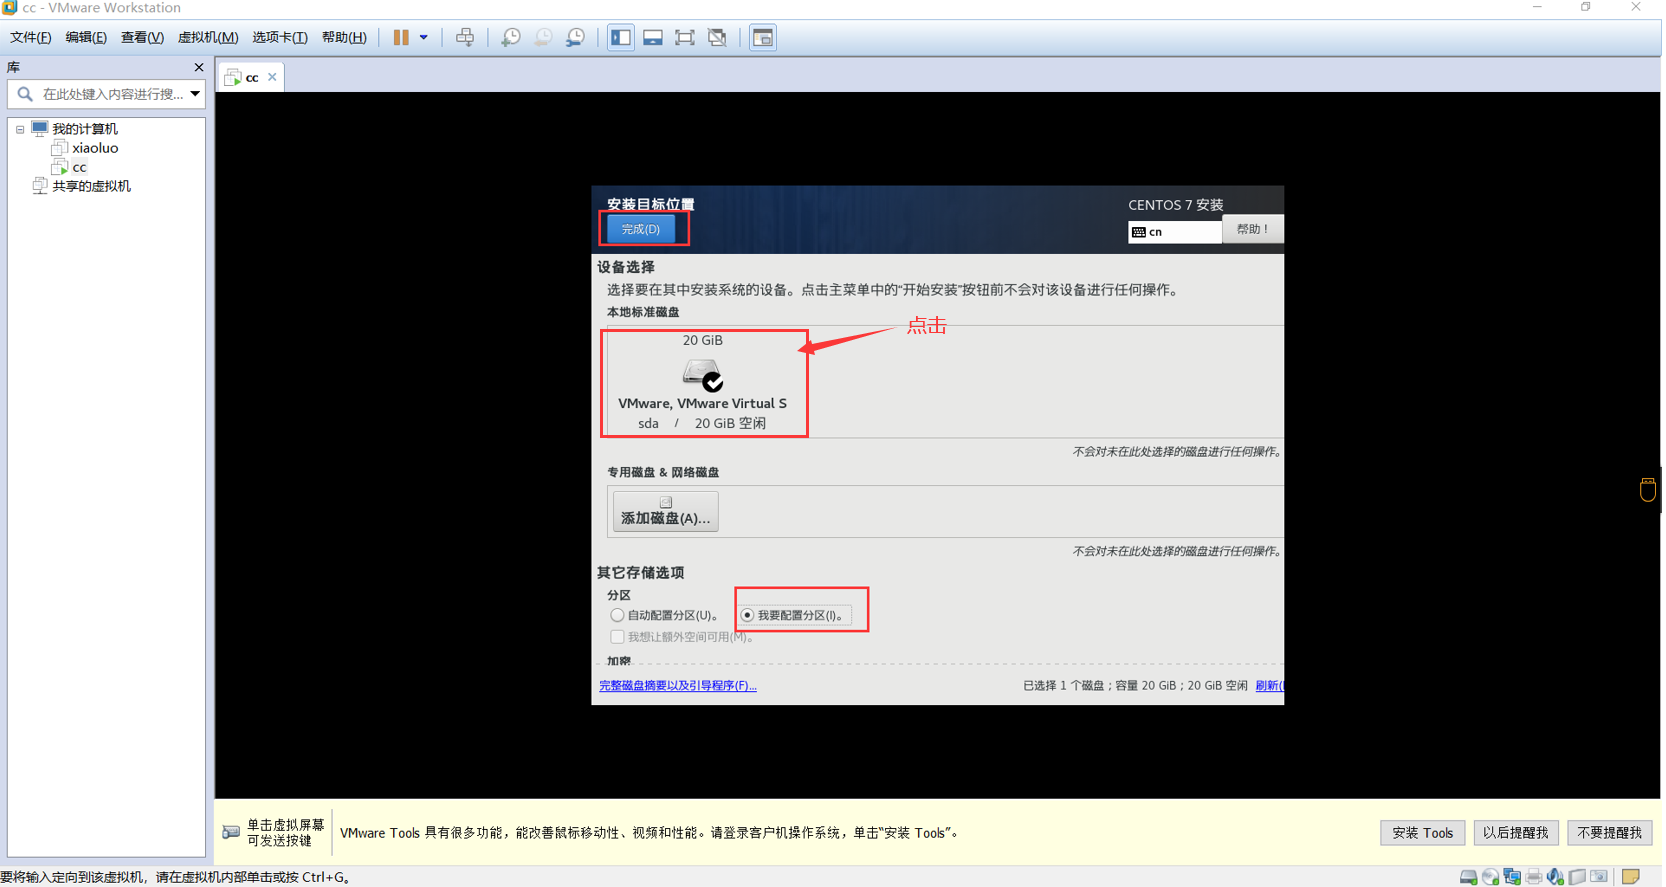 cc - VMware Workstation
文件(F) 编辑(E) 查看(V) 虚拟机(M) 选项卡(T) 帮助(H)
库
cc
在此处键入内容进行搜...
我的计算机
xiaoluo
cc
共享的虚拟机
安装目标位置
CENTOS 7 安装
完成(D)
cn
帮助！
设备选择
选择要在其中安装系统的设备。点击主菜单中的“开始安装”按钮前不会对该设备进行任何操作。
本地标准磁盘
点击
20 GiB
VMware, VMware Virtual S
sda / 20 GiB 空闲
不会对未在此处选择的磁盘进行任何操作。
专用磁盘 & 网络磁盘
添加磁盘(A)...
不会对未在此处选择的磁盘进行任何操作。
其它存储选项
分区
自动配置分区(U)。 我要配置分区(I)。
我想让额外空间可用(M)。
加密
完整磁盘摘要以及引导程序(F)...
已选择 1 个磁盘；容量 20 GiB；20 GiB 空闲 刷新(
单击虚拟屏幕
可发送按键
VMware Tools 具有很多功能，能改善鼠标移动性、视频和性能。请登录客户机操作系统，单击“安装 Tools”。
安装 Tools 以后提醒我 不要提醒我
要将输入定向到该虚拟机，请在虚拟机内部单击或按 Ctrl+G。